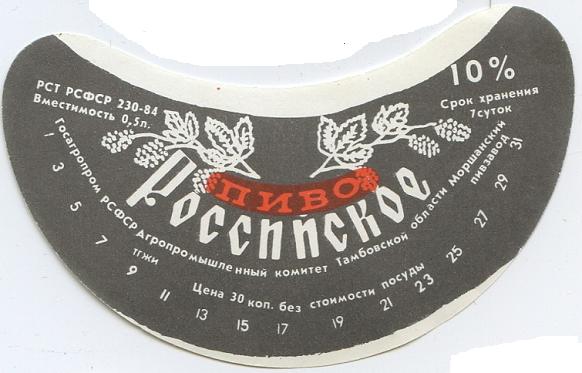 РСТ РСФСР 230-84
Вместимость 0,5л.
10%
Срок хранения
7суток
ПИВО
Российское
Госагропром РСФСР Агропромышленный комитет Тамбовской области Моршанский
пивзавод
тгжи
Цена 30 коп. без стоимости посуды
1 3 5 7 9 11 13 15 17 19 21 23 25 27 29 31